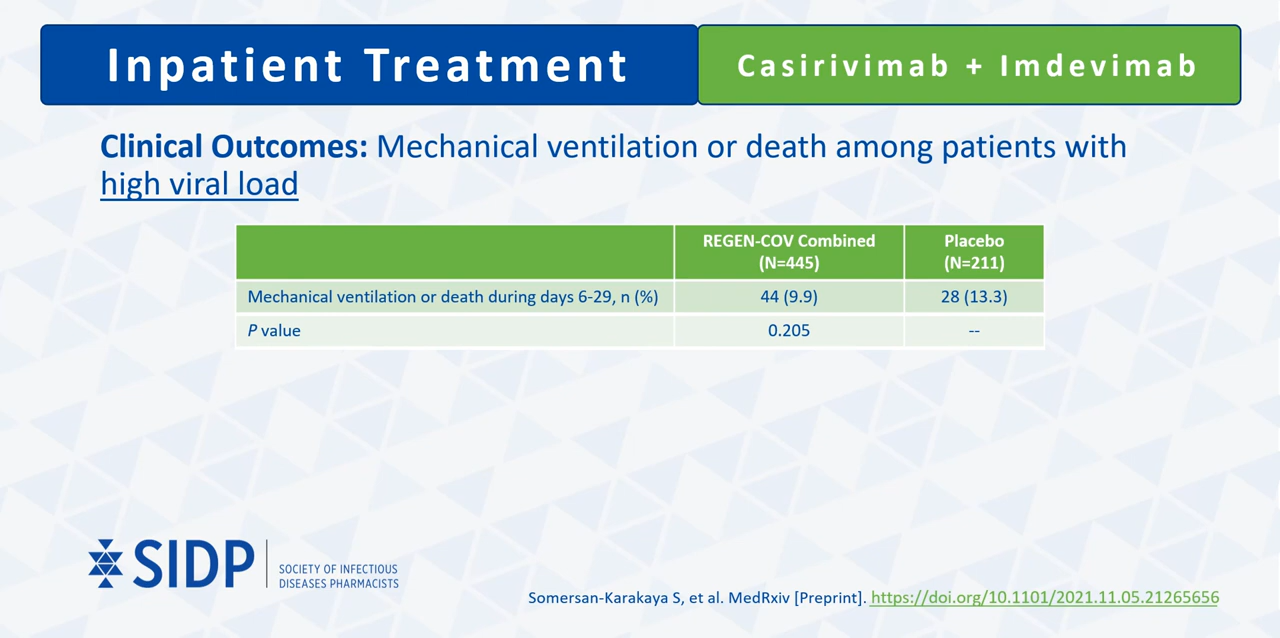 Inpatient Treatment
Casirivimab + Imdevimab
Clinical Outcomes: Mechanical ventilation or death among patients with
high viral load
REGEN-COV Combined
(N=445)
Placebo
(N=211)
Mechanical ventilation or death during days 6-29, n (%)
44 (9.9)
28 (13.3)
P value
0.205
--
SIDP
SOCIETY OF INFECTIOUS
DISEASES PHARMACISTS
Somersan-Karakaya S, et al. MedRxiv [Preprint]. https://doi.org/10.1101/2021.11.05.21265656